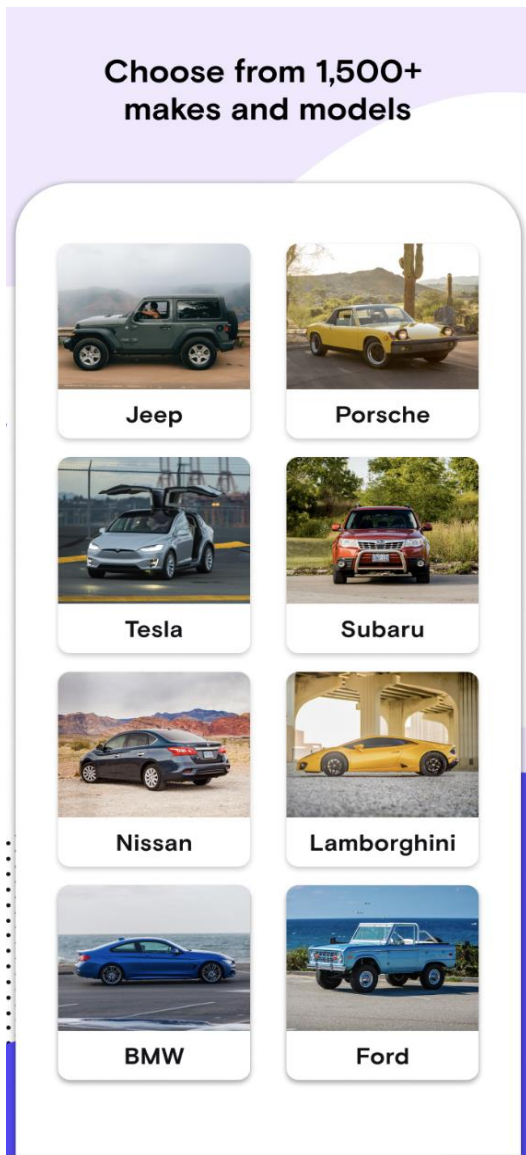 Choose from 1,500+
makes and models
Jeep
Porsche
Tesla
Subaru
Nissan
Lamborghini
BMW
Ford